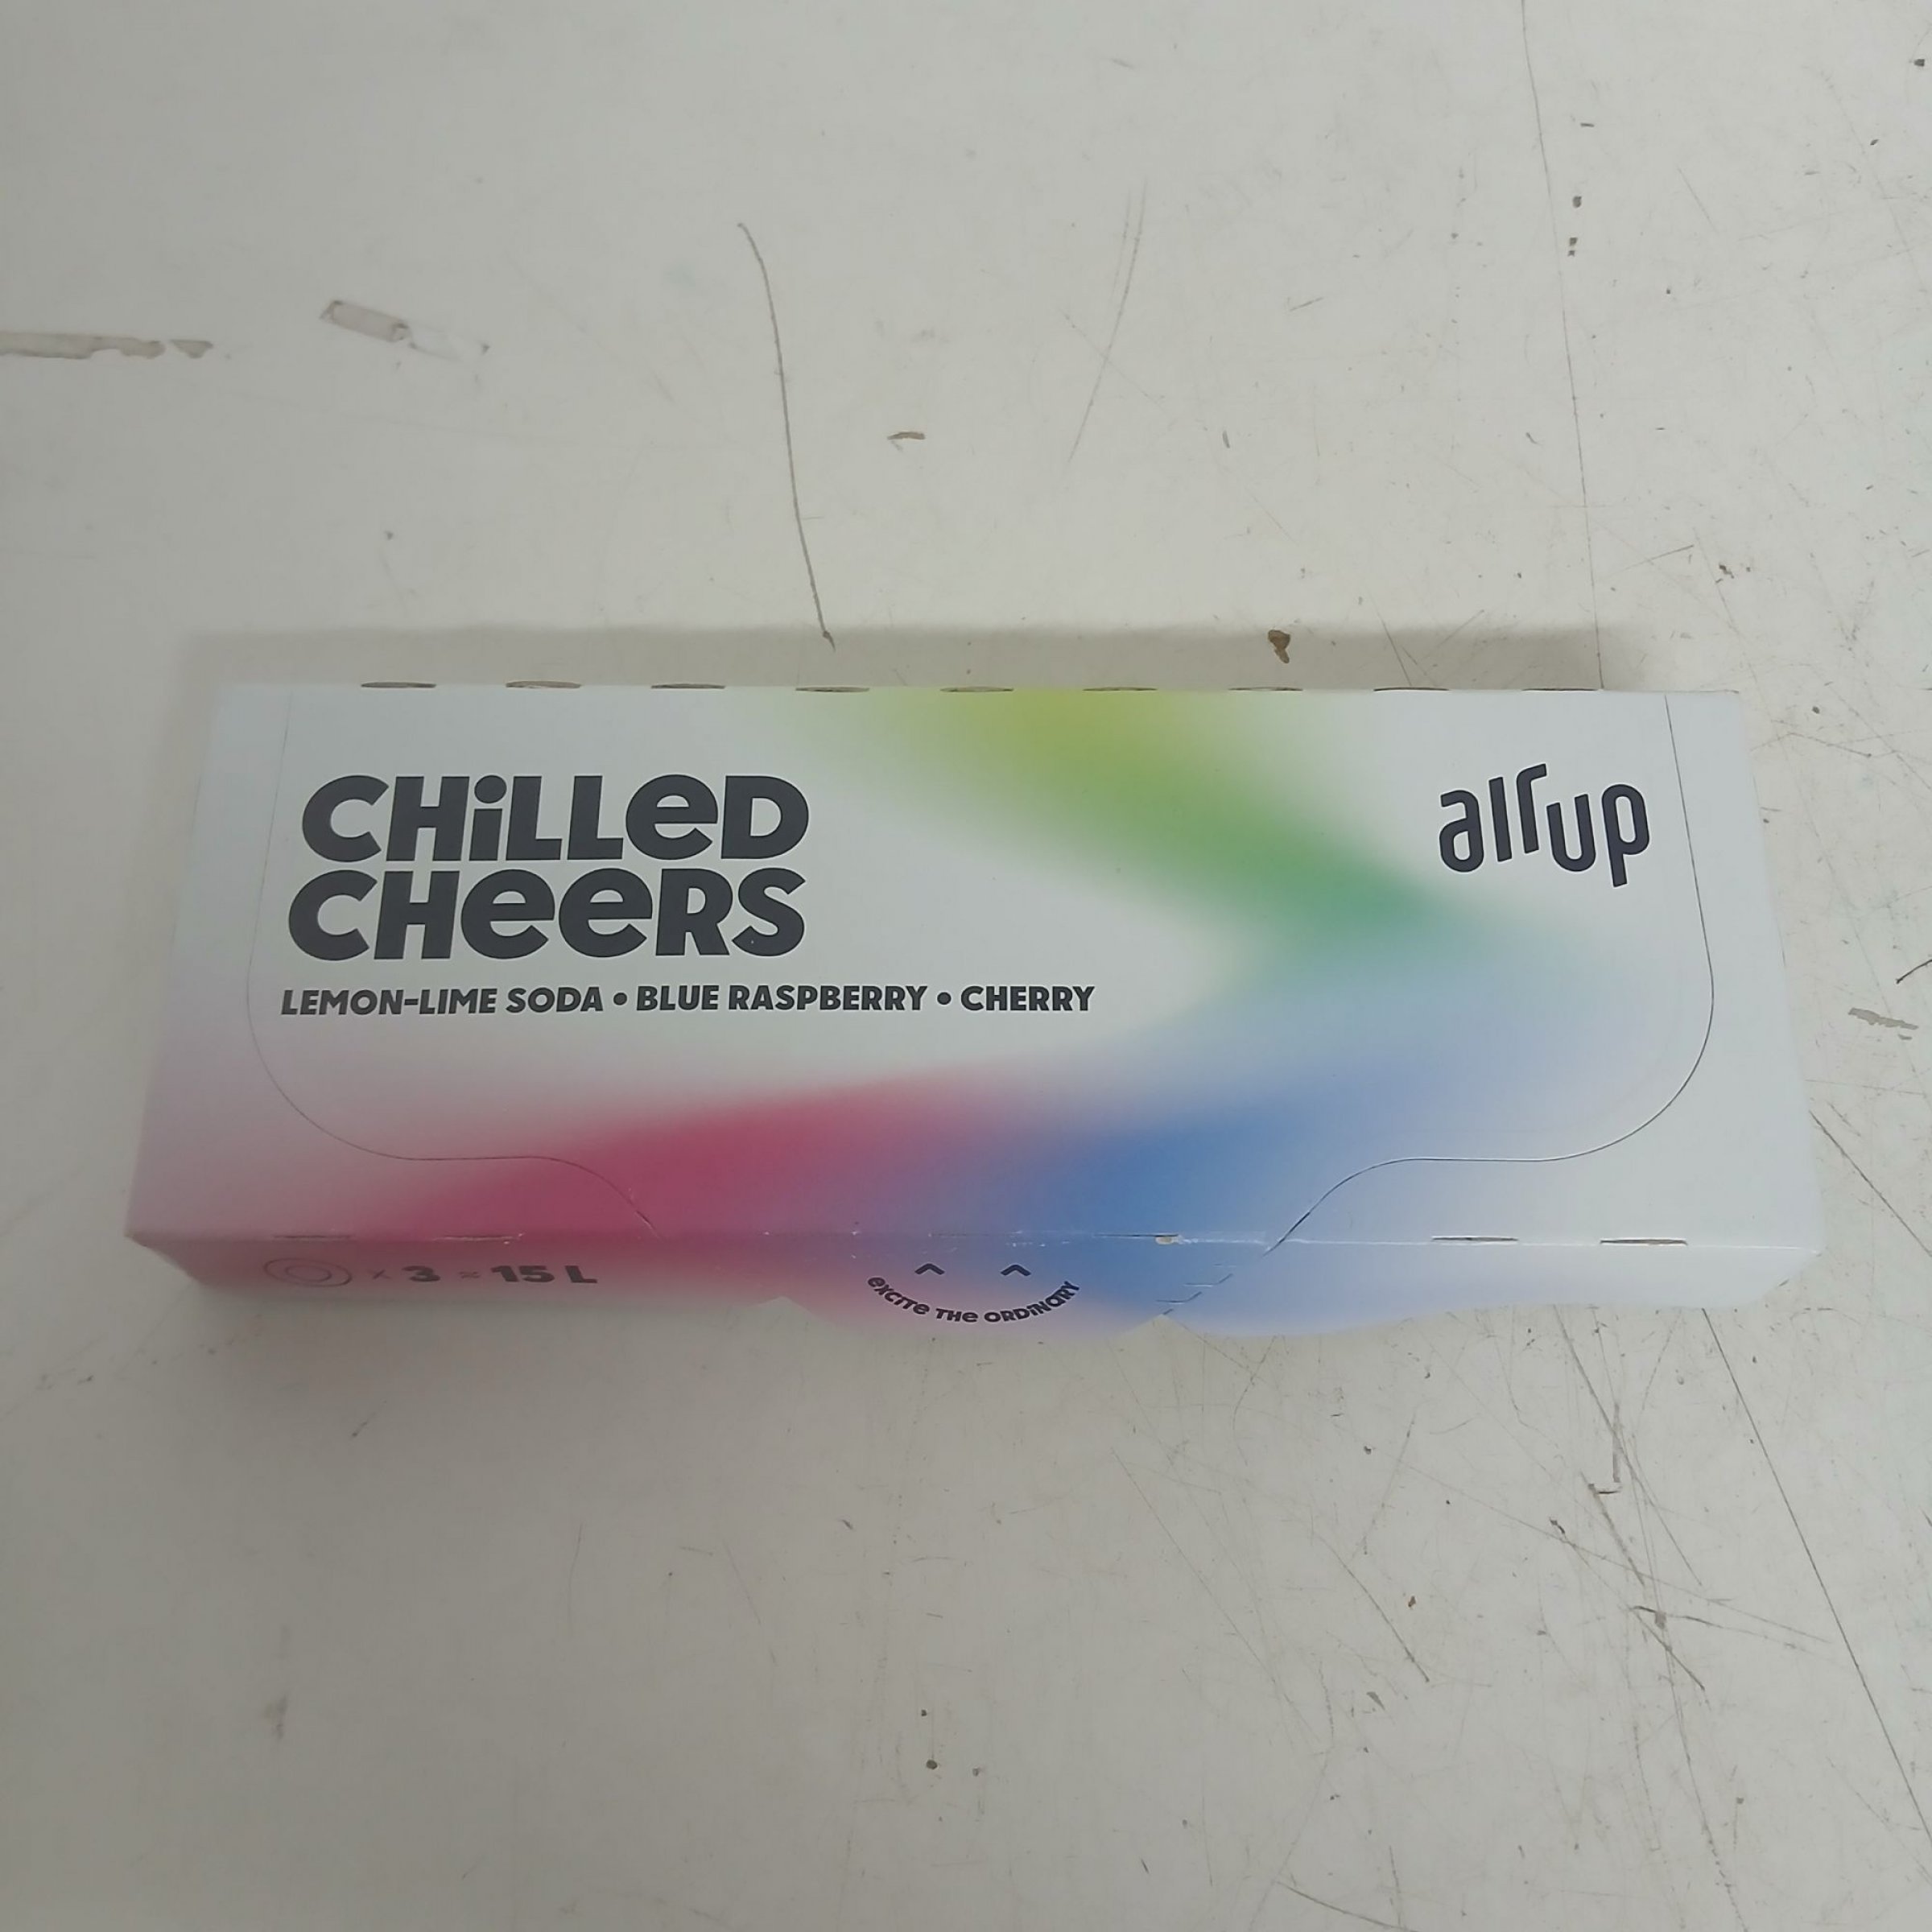 CHiLLeD
CHeeRS
LEMON-LIME SODA • BLUE RASPBERRY • CHERRY
air up
x 3 ≈ 15 L
eXCiTe THe ORDiNARY